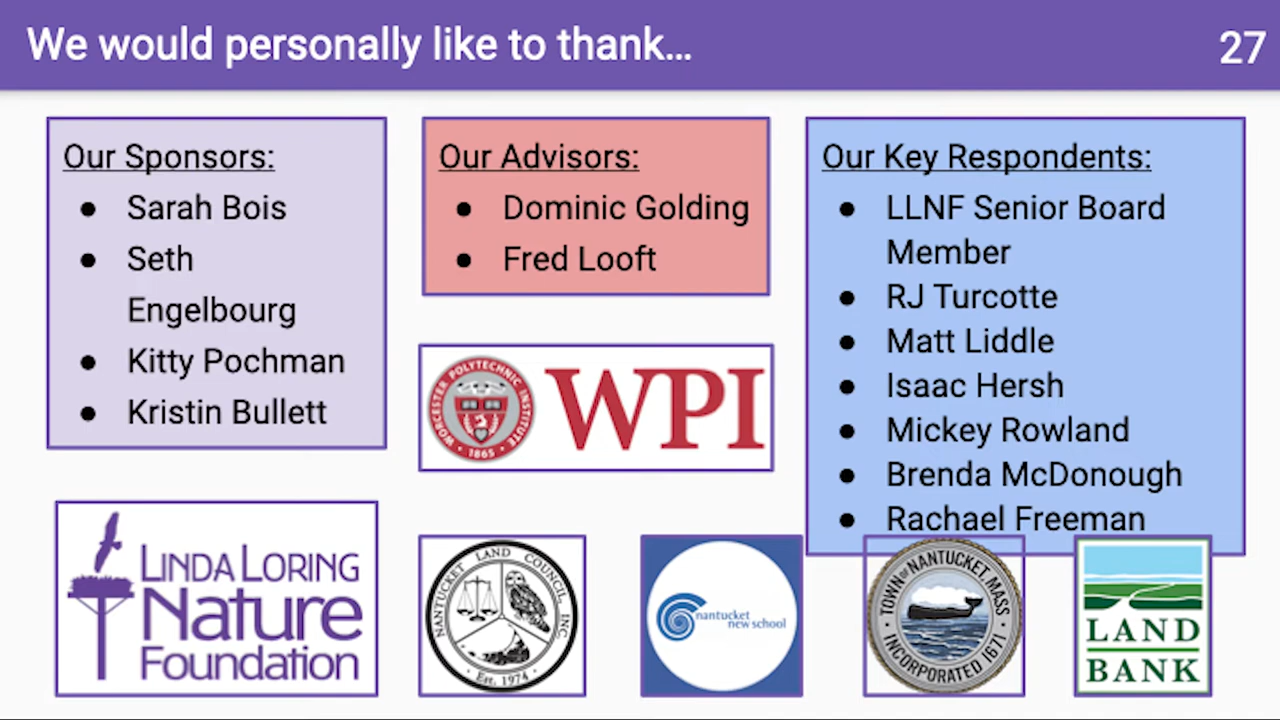 We would personally like to thank...
27
Our Sponsors:
● Sarah Bois
● Seth
Engelbourg
● Kitty Pochman
● Kristin Bullett
Our Advisors:
● Dominic Golding
● Fred Looft
WORCESTER POLYTECHNIC INSTITUTE
· 1865 ·
WPI
Our Key Respondents:
● LLNF Senior Board
Member
● RJ Turcotte
● Matt Liddle
● Isaac Hersh
● Mickey Rowland
● Brenda McDonough
● Rachael Freeman
LINDA LORING
Nature
Foundation
NANTUCKET LAND COUNCIL, INC.
· Est. 1974 ·
nantucket
new school
TOWN OF NANTUCKET, MASS
· INCORPORATED 1671 ·
LAND
BANK